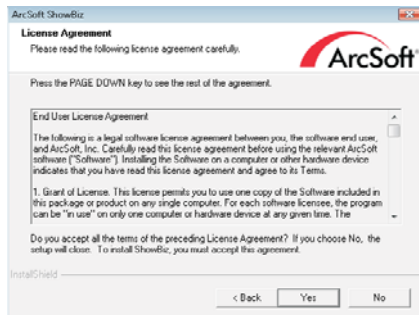 ArcSoft ShowBiz
License Agreement
Please read the following license agreement carefully.
ArcSoft
Press the PAGE DOWN key to see the rest of the agreement.
End User License Agreement
The following is a legal software license agreement between you, the software end user,
and ArcSoft, Inc. Carefully read this license agreement before using the relevant ArcSoft
software ("Software"). Installing the Software on a computer or other hardware device
indicates that you have read this license agreement and agree to its Terms.
1. Grant of License. This license permits you to use one copy of the Software included in
this package or product on any single computer. For each software licensee, the program
can be "in use" on only one computer or hardware device at any given time. The
Do you accept all the terms of the preceding License Agreement? If you choose No, the
setup will close. To install ShowBiz, you must accept this agreement.
InstallShield
< Back Yes No